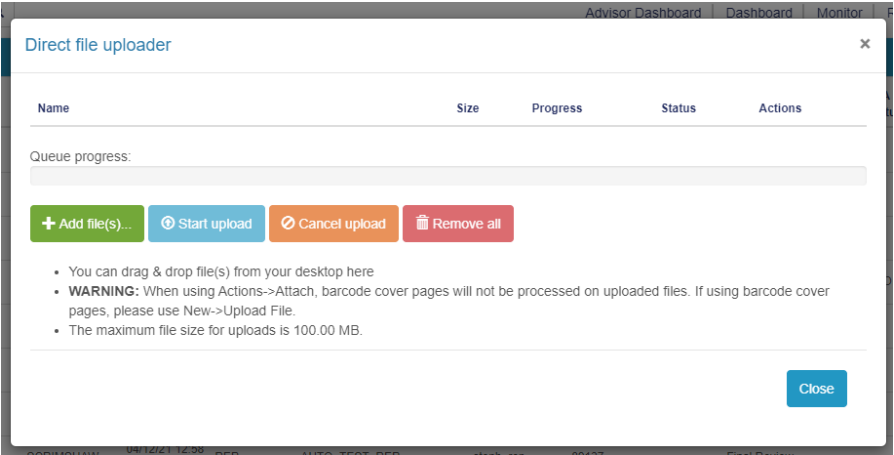 Advisor Dashboard Dashboard Monitor
Direct file uploader ×
Name Size Progress Status Actions
Queue progress:
+ Add file(s)... Start upload Cancel upload Remove all
• You can drag & drop file(s) from your desktop here
• WARNING: When using Actions->Attach, barcode cover pages will not be processed on uploaded files. If using barcode cover
pages, please use New->Upload File.
• The maximum file size for uploads is 100.00 MB.
Close
04/12/21 12:58